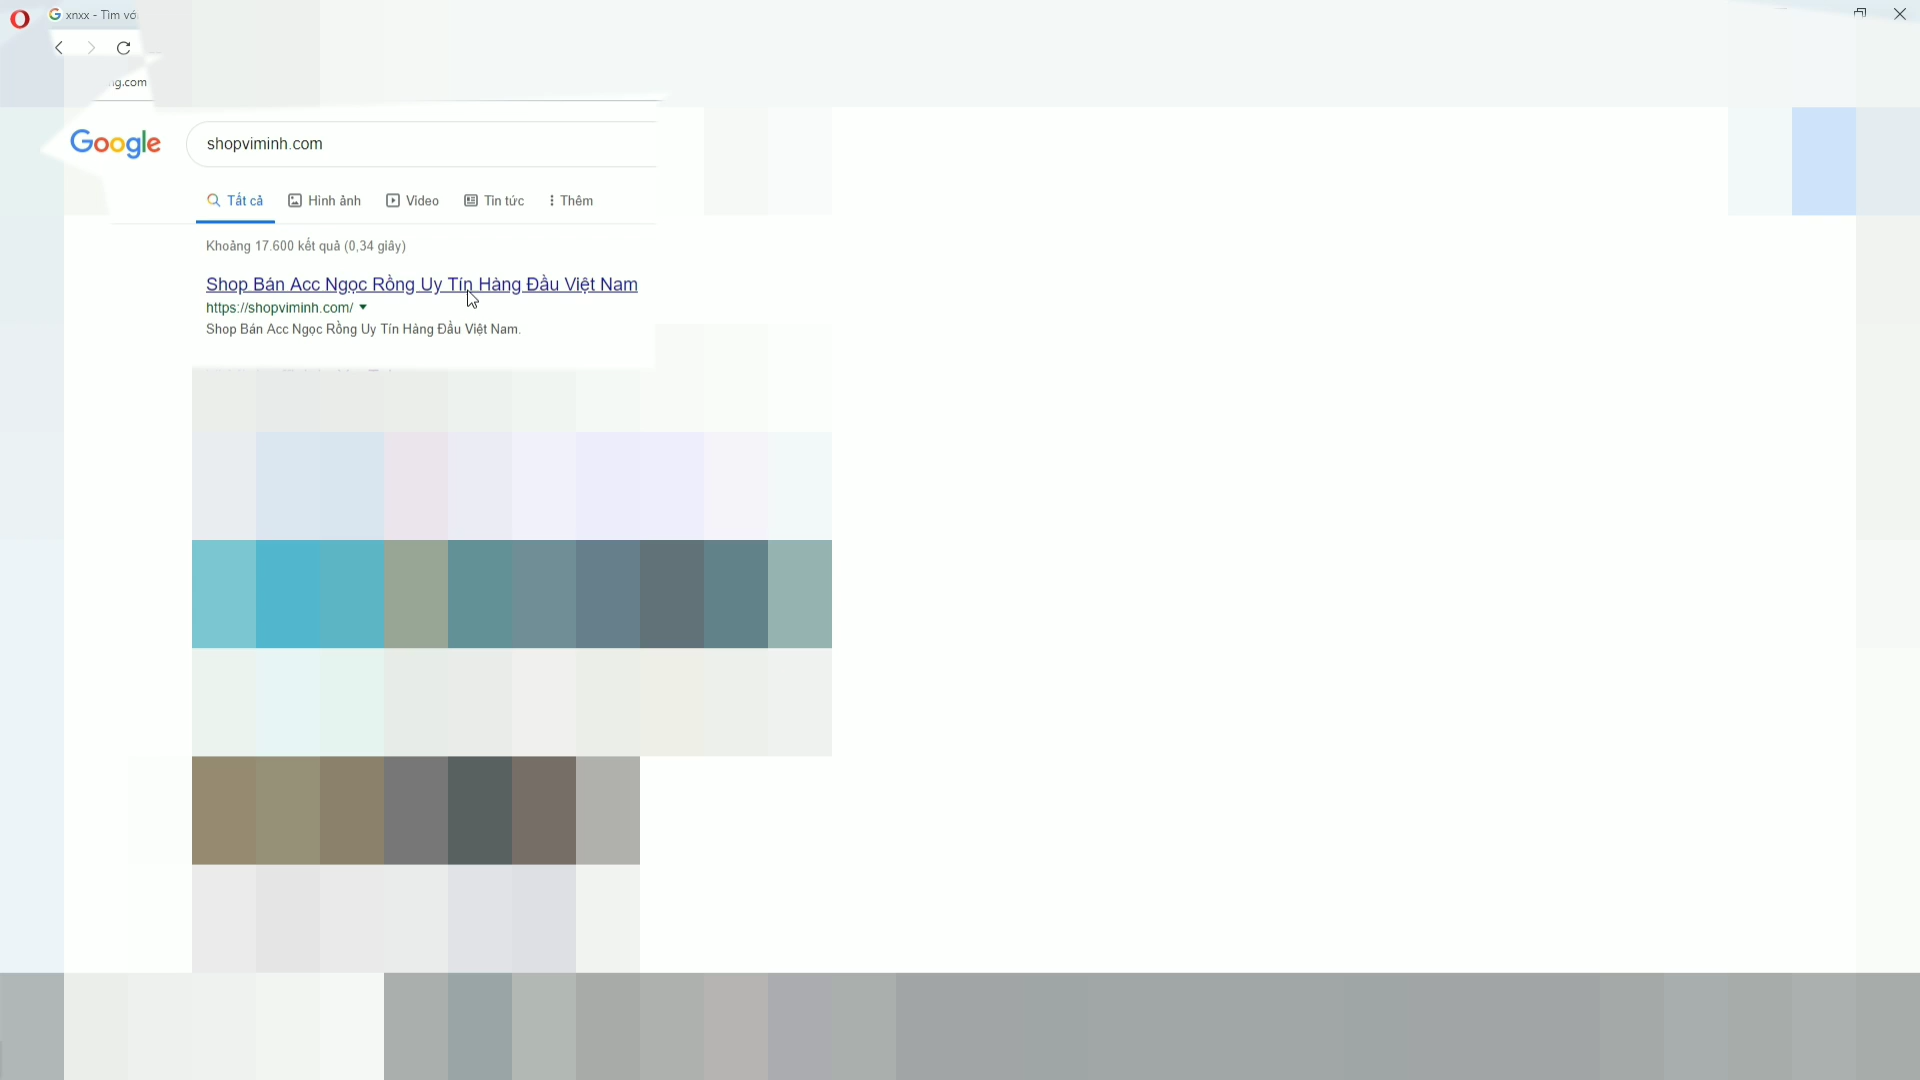 xnxx - Tìm vớ
ng.com
Google
shopviminh.com
Tất cả Hình ảnh Video Tin tức Thêm
Khoảng 17.600 kết quả (0,34 giây)
Shop Bán Acc Ngọc Rồng Uy Tín Hàng Đầu Việt Nam
https://shopviminh.com/
Shop Bán Acc Ngọc Rồng Uy Tín Hàng Đầu Việt Nam.